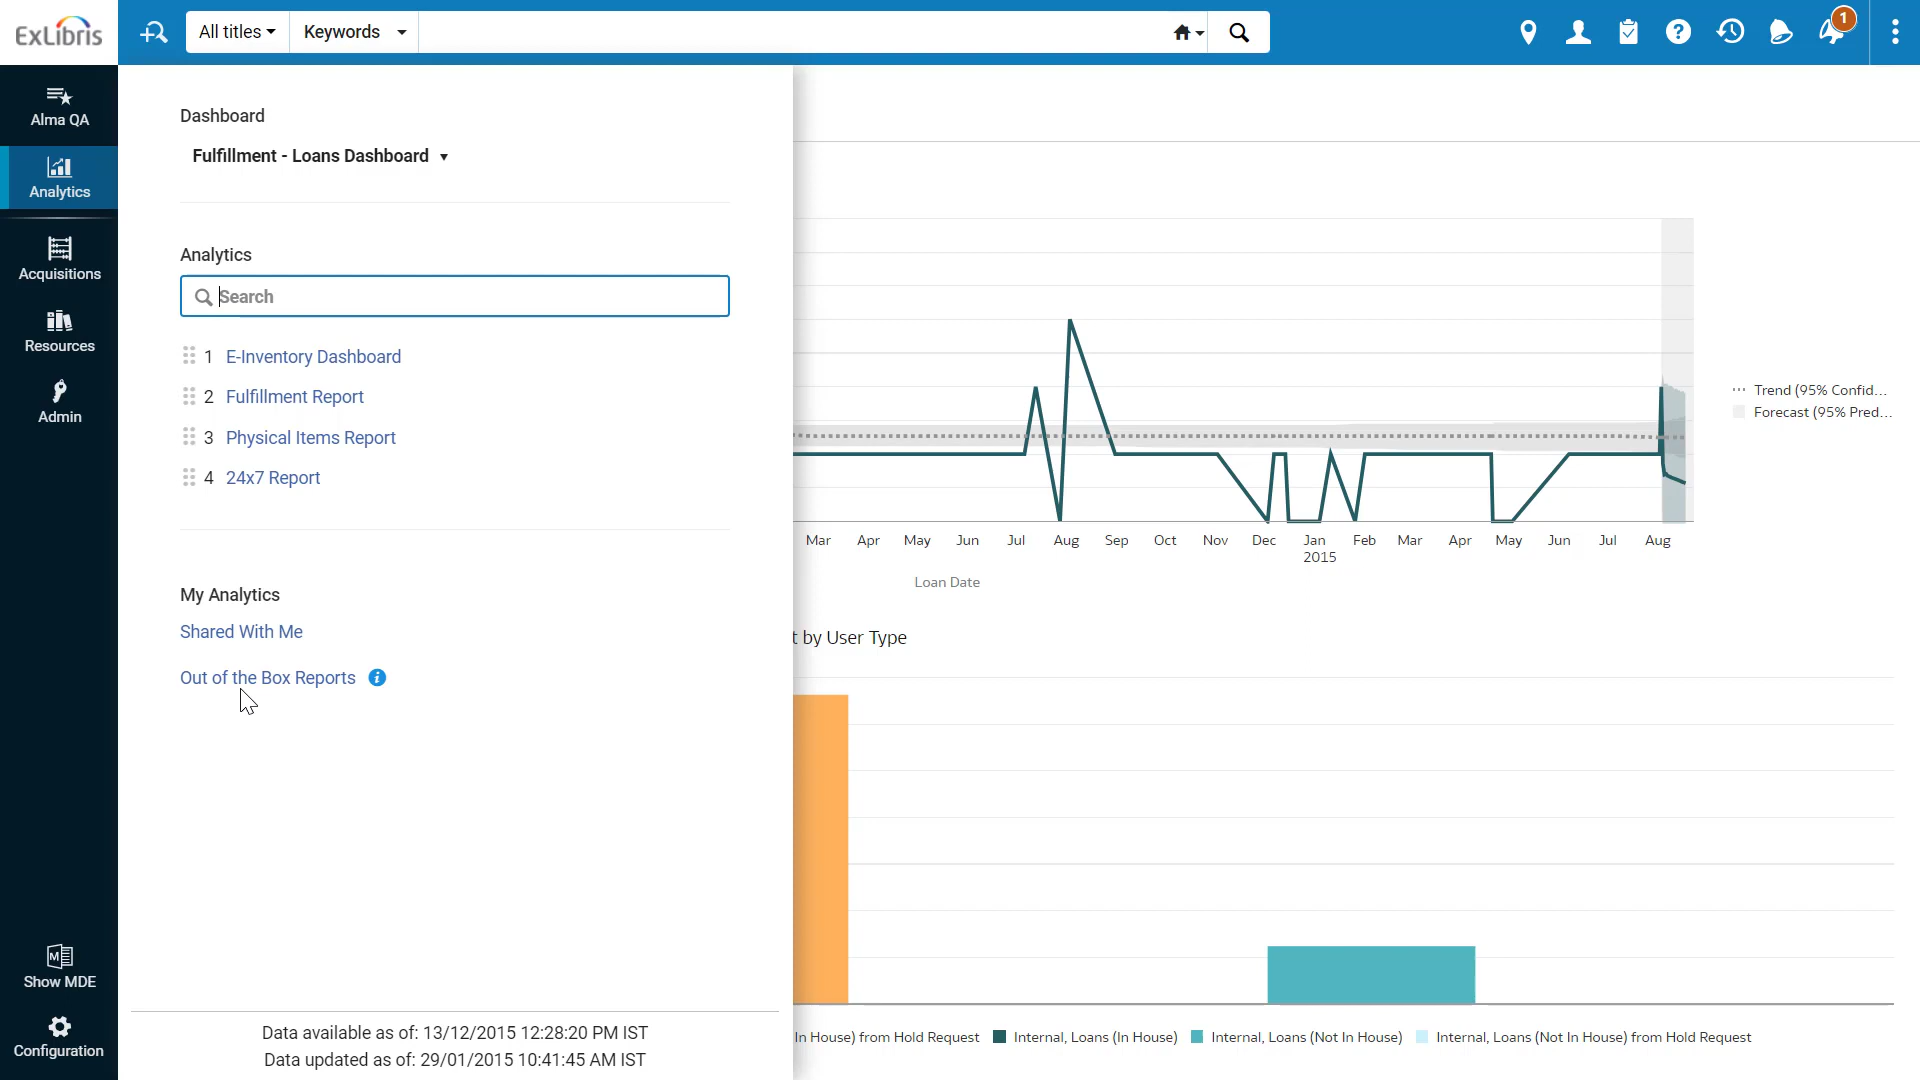 ExLibris
All titles
Keywords
1
Alma QA
Analytics
Acquisitions
Resources
Admin
Show MDE
Configuration
Dashboard
Fulfillment - Loans Dashboard
Analytics
Search
1 E-Inventory Dashboard
2 Fulfillment Report
3 Physical Items Report
4 24x7 Report
My Analytics
Shared With Me
Out of the Box Reports
Data available as of: 13/12/2015 12:28:20 PM IST
Data updated as of: 29/01/2015 10:41:45 AM IST
Trend (95% Confid...
Forecast (95% Pred...
Mar Apr May Jun Jul Aug Sep Oct Nov Dec Jan Feb Mar Apr May Jun Jul Aug
2015
Loan Date
t by User Type
In House) from Hold Request Internal, Loans (In House) Internal, Loans (Not In House) Internal, Loans (Not In House) from Hold Request